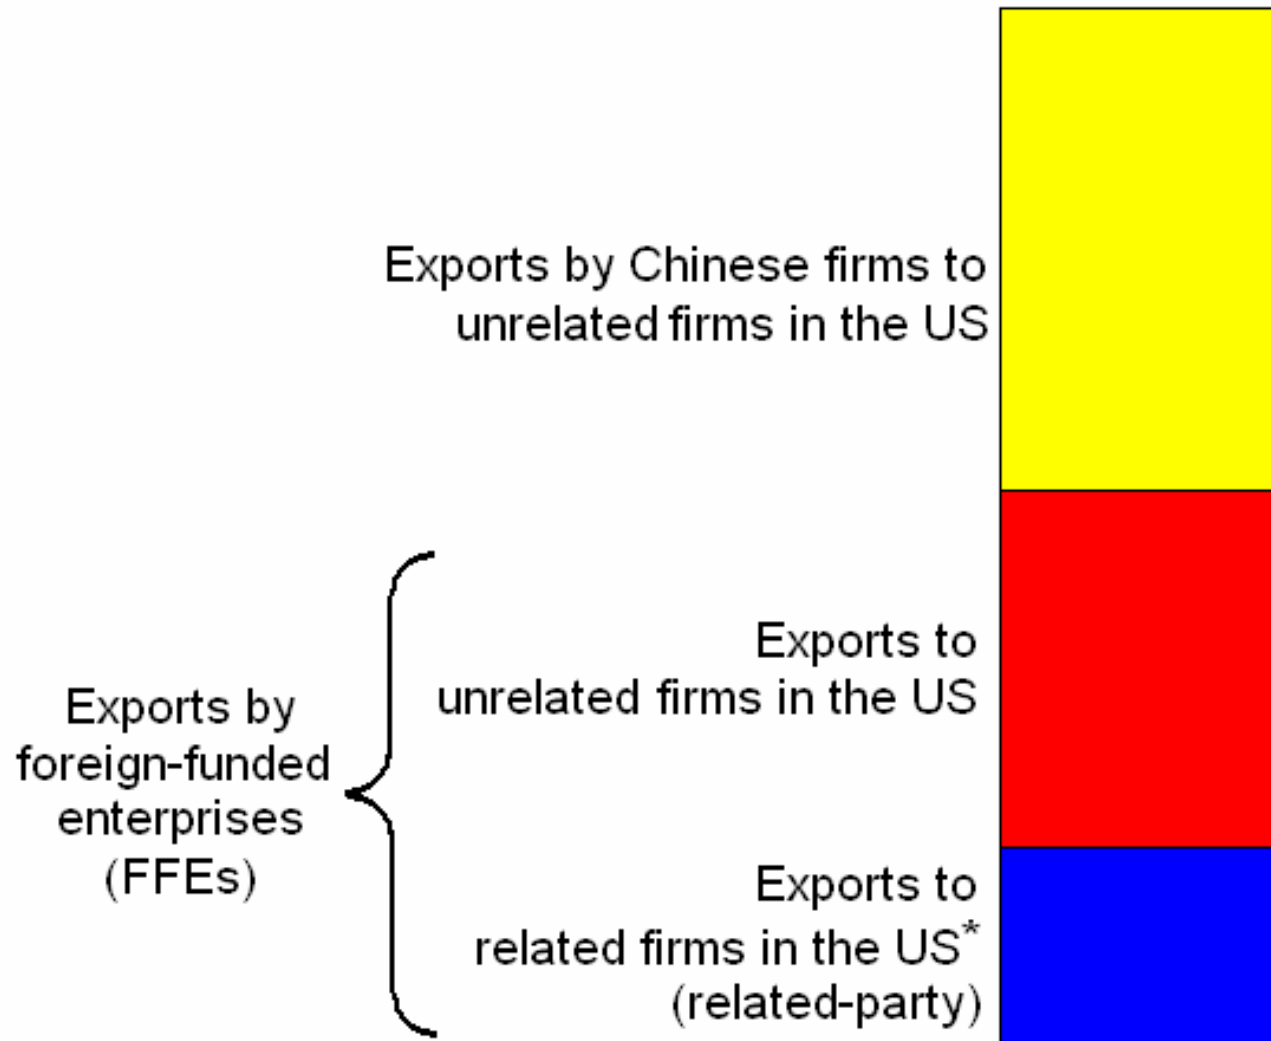 Exports by Chinese firms to
unrelated firms in the US
Exports to
unrelated firms in the US
Exports by
foreign-funded
enterprises
(FFEs)
Exports to
related firms in the US*
(related-party)